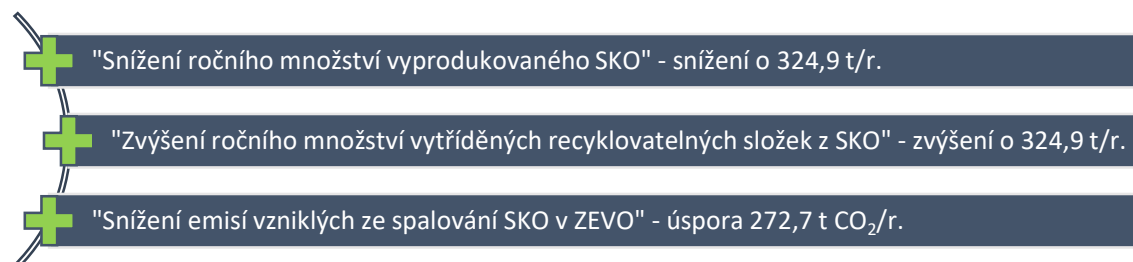 "Snížení ročního množství vyprodukovaného SKO" - snížení o 324,9 t/r.
"Zvýšení ročního množství vytříděných recyklovatelných složek z SKO" - zvýšení o 324,9 t/r.
"Snížení emisí vzniklých ze spalování SKO v ZEVO" - úspora 272,7 t CO₂/r.